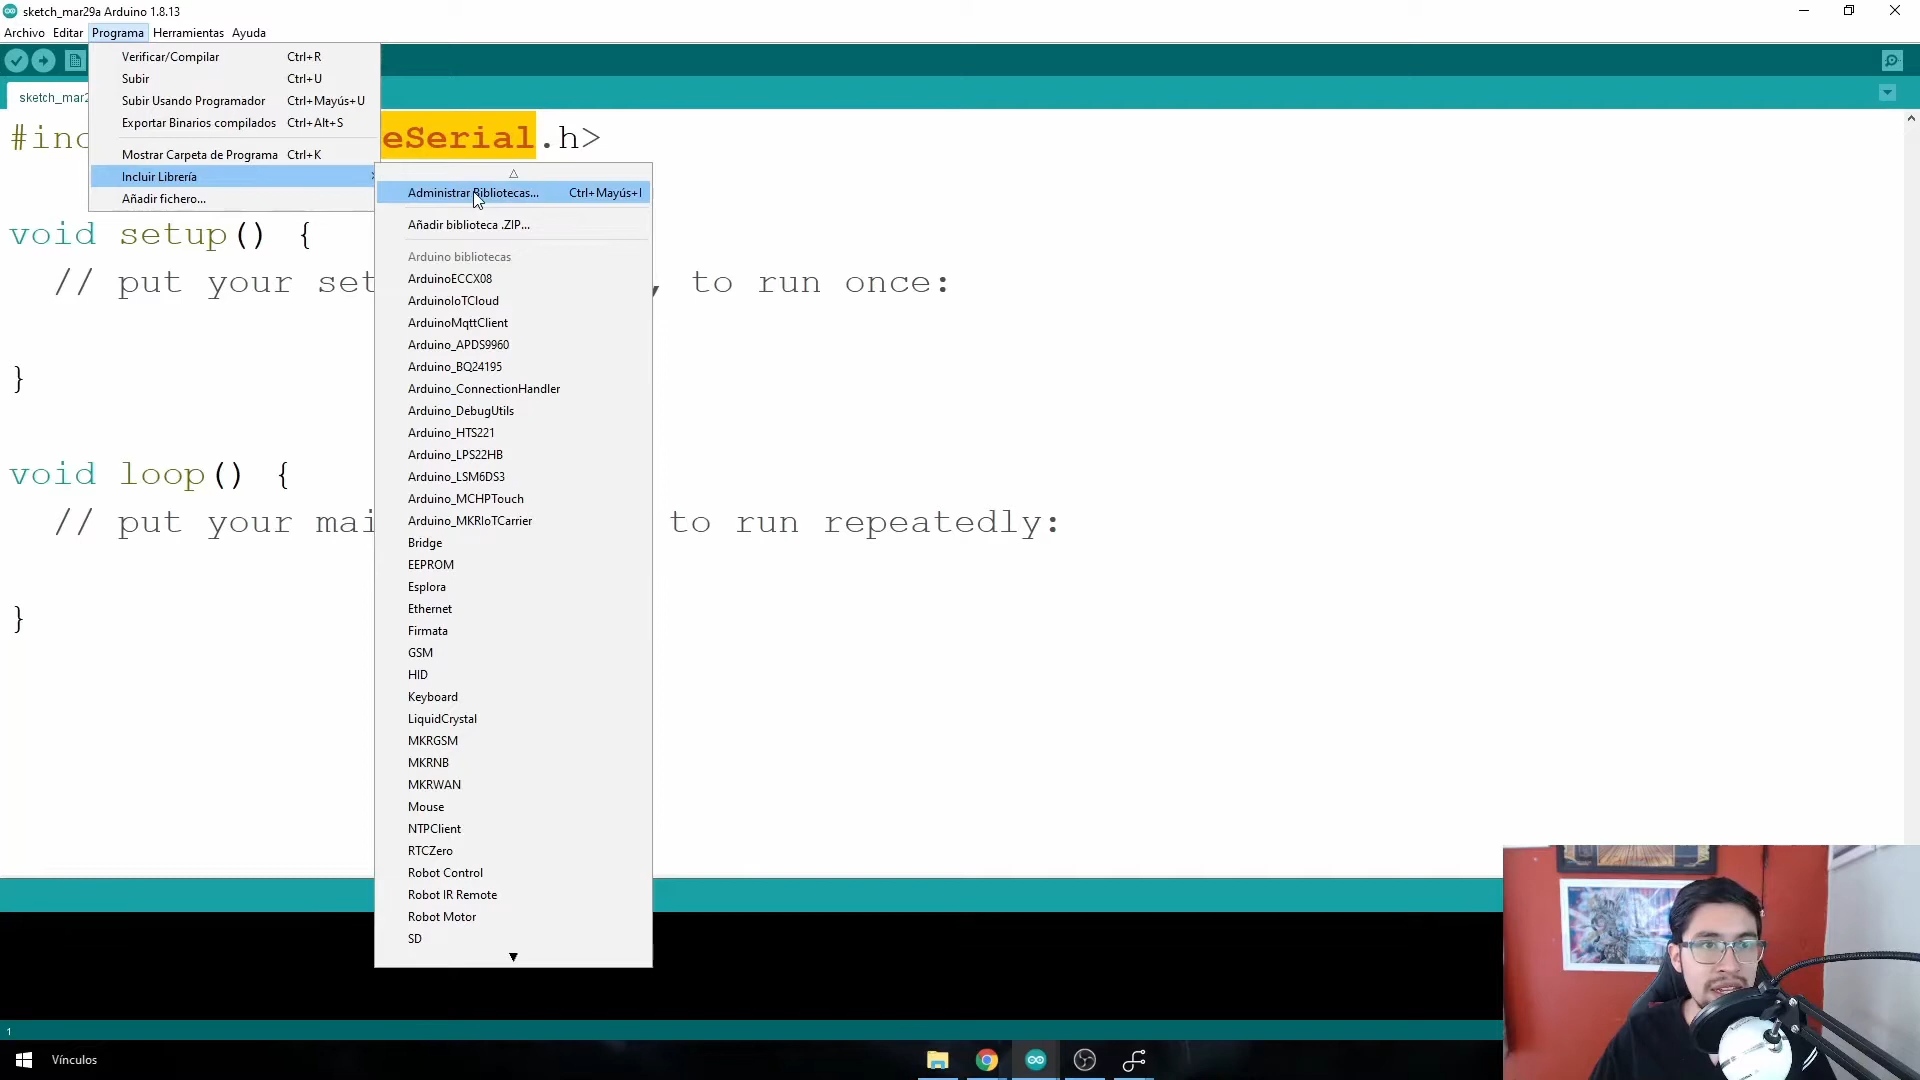 sketch_mar29a Arduino 1.8.13
Archivo Editar Programa Herramientas Ayuda
Verificar/Compilar Ctrl+R
Subir Ctrl+U
Subir Usando Programador Ctrl+Mayús+U
Exportar Binarios compilados Ctrl+Alt+S
Mostrar Carpeta de Programa Ctrl+K
Incluir Librería
Añadir fichero...
sketch_mar2
#inc eSerial.h>
Administrar Bibliotecas... Ctrl+Mayús+I
Añadir biblioteca .ZIP...
Arduino bibliotecas
ArduinoECCX08
ArduinoIoTCloud
ArduinoMqttClient
Arduino_APDS9960
Arduino_BQ24195
Arduino_ConnectionHandler
Arduino_DebugUtils
Arduino_HTS221
Arduino_LPS22HB
Arduino_LSM6DS3
Arduino_MCHPTouch
Arduino_MKRIoTCarrier
Bridge
EEPROM
Esplora
Ethernet
Firmata
GSM
HID
Keyboard
LiquidCrystal
MKRGSM
MKRNB
MKRWAN
Mouse
NTPClient
RTCZero
Robot Control
Robot IR Remote
Robot Motor
SD
void setup() {
// put your set , to run once:
}
void loop() {
// put your mai to run repeatedly:
}
1
Vínculos